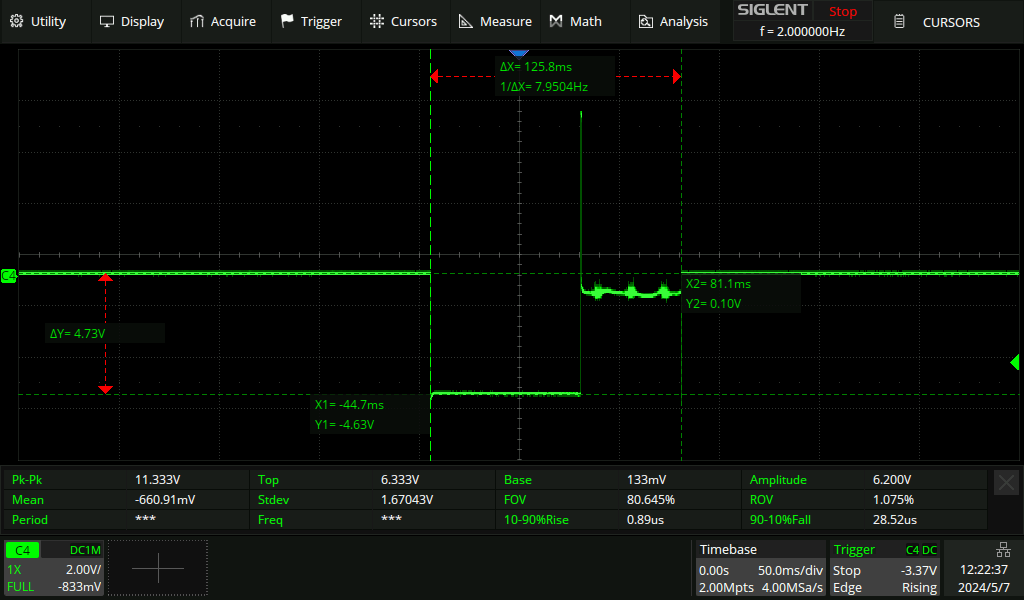 Utility Display Acquire Trigger Cursors Measure Math Analysis SIGLENT Stop CURSORS
f = 2.000000Hz
ΔX= 125.8ms
1/ΔX= 7.9504Hz
C4
X2= 81.1ms
Y2= 0.10V
ΔY= 4.73V
X1= -44.7ms
Y1= -4.63V
Pk-Pk 11.333V Top 6.333V Base 133mV Amplitude 6.200V
Mean -660.91mV Stdev 1.67043V FOV 80.645% ROV 1.075%
Period *** Freq *** 10-90%Rise 0.89us 90-10%Fall 28.52us
C4 DC1M Timebase Trigger C4 DC
1X 2.00V/ 0.00s 50.0ms/div Stop -3.37V 12:22:37
FULL -833mV 2.00Mpts 4.00MSa/s Edge Rising 2024/5/7